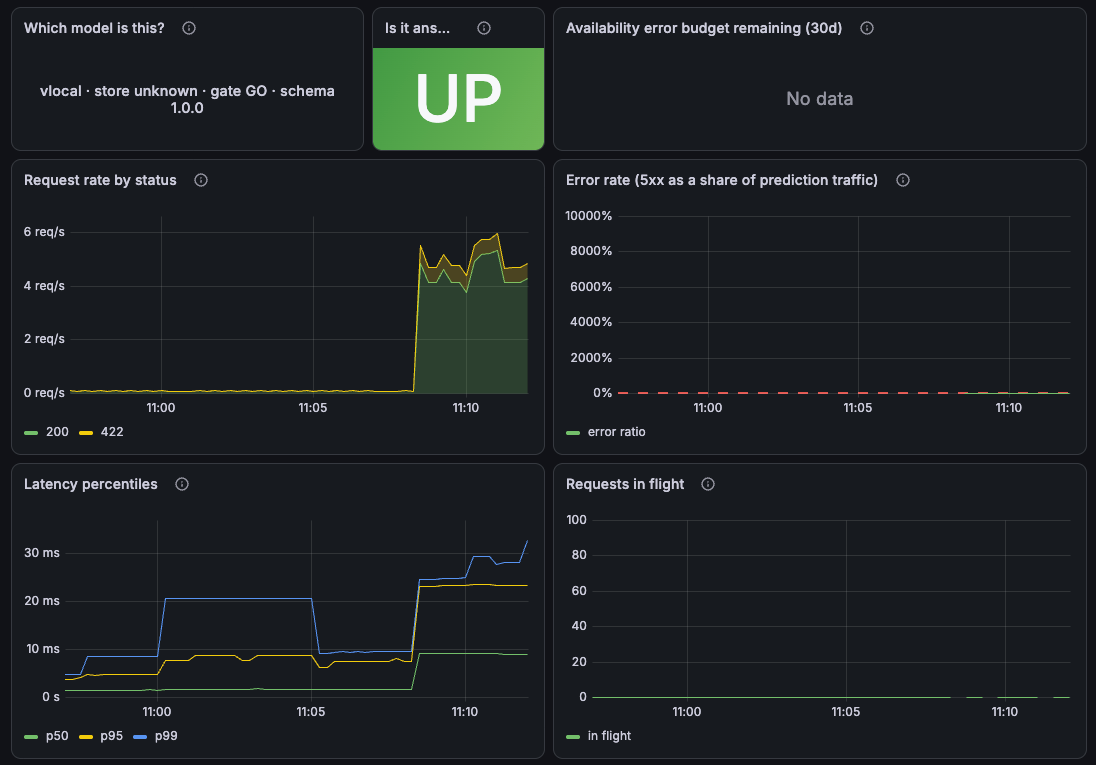 Which model is this?
Is it ans...
Availability error budget remaining (30d)
vlocal · store unknown · gate GO · schema
1.0.0
UP
No data
Request rate by status
6 req/s
4 req/s
2 req/s
0 req/s
11:00
11:05
11:10
200
422
Error rate (5xx as a share of prediction traffic)
10000%
8000%
6000%
4000%
2000%
0%
11:00
11:05
11:10
error ratio
Latency percentiles
30 ms
20 ms
10 ms
0 s
11:00
11:05
11:10
p50
p95
p99
Requests in flight
100
80
60
40
20
0
11:00
11:05
11:10
in flight